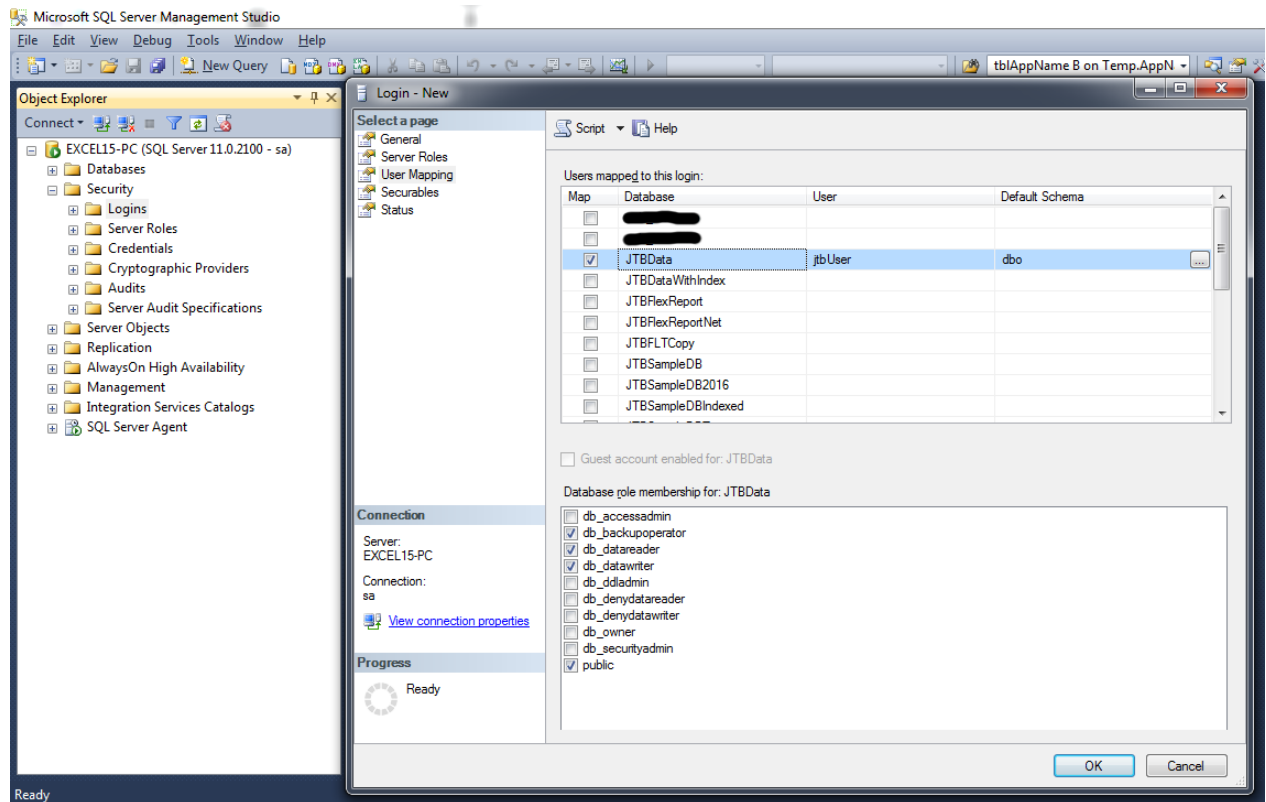 Microsoft SQL Server Management Studio
File Edit View Debug Tools Window Help
New Query
tblAppName B on Temp.AppN
Object Explorer
Connect
EXCEL15-PC (SQL Server 11.0.2100 - sa)
Databases
Security
Logins
Server Roles
Credentials
Cryptographic Providers
Audits
Server Audit Specifications
Server Objects
Replication
AlwaysOn High Availability
Management
Integration Services Catalogs
SQL Server Agent
Login - New
Select a page
General
Server Roles
User Mapping
Securables
Status
Connection
Server:
EXCEL15-PC
Connection:
sa
View connection properties
Progress
Ready
Script Help
Users mapped to this login:
Map Database User Default Schema
JTBData jtbUser dbo ...
JTBDataWithIndex
JTBFlexReport
JTBFlexReportNet
JTBFLTCopy
JTBSampleDB
JTBSampleDB2016
JTBSampleDBIndexed
Guest account enabled for: JTBData
Database role membership for: JTBData
db_accessadmin
db_backupoperator
db_datareader
db_datawriter
db_ddladmin
db_denydatareader
db_denydatawriter
db_owner
db_securityadmin
public
OK Cancel
Ready